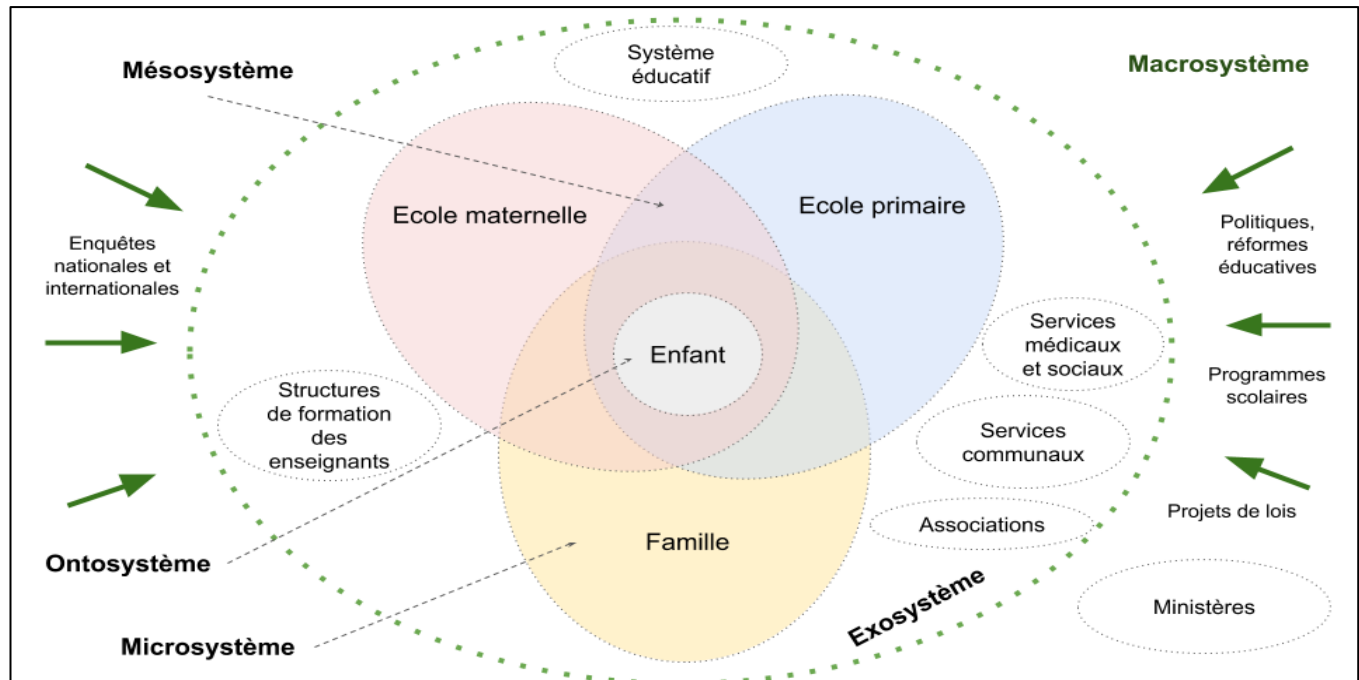 Système
éducatif
Mésosystème
Macrosystème
Ecole maternelle
Ecole primaire
Enquêtes
nationales et
internationales
Politiques,
réformes
éducatives
Enfant
Services
médicaux
et sociaux
Programmes
scolaires
Structures
de formation
des
enseignants
Services
communaux
Associations
Projets de lois
Famille
Ontosystème
Exosystème
Ministères
Microsystème